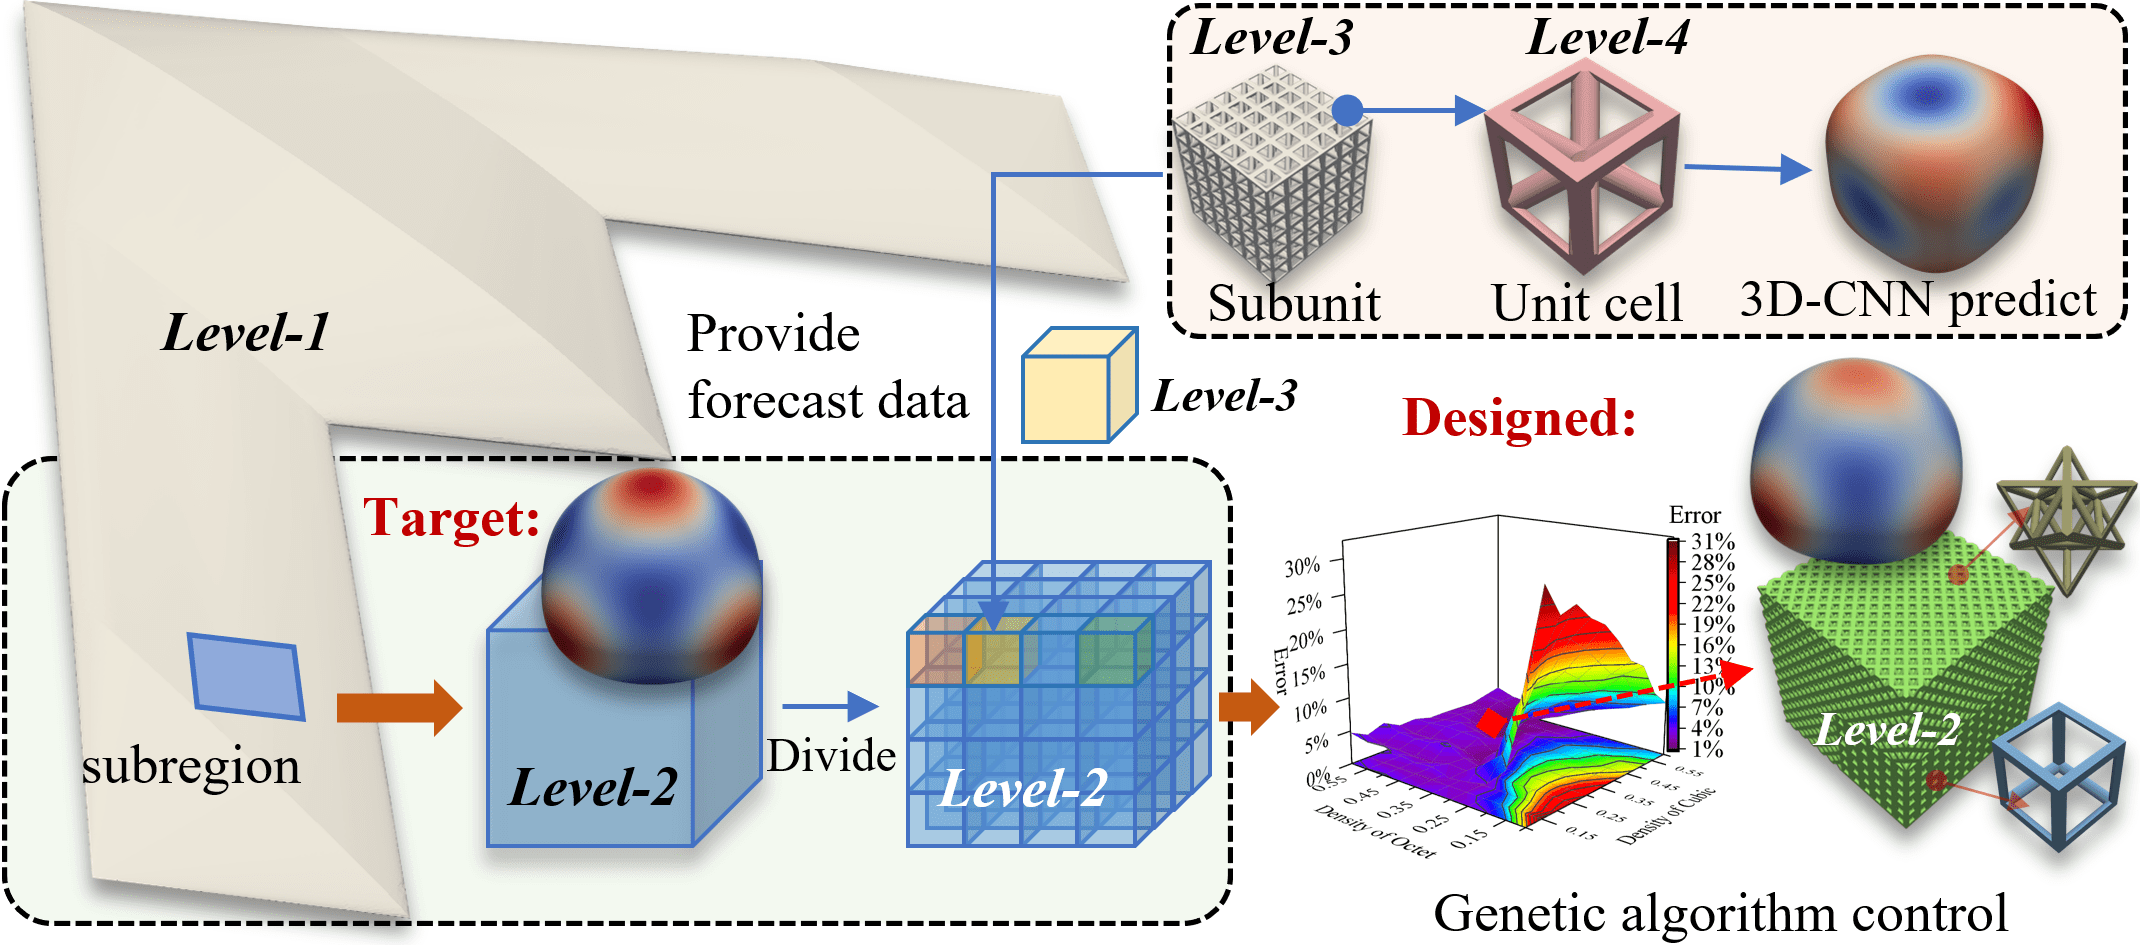 Level-3
Level-4
Subunit
Unit cell
3D-CNN predict
Level-1
Provide
forecast data
Level-3
Designed:
Target:
subregion
Level-2
Divide
Level-2
Error
31%
28%
25%
22%
19%
16%
13%
10%
7%
4%
1%
30%
25%
20%
15%
10%
5%
0%
Error
0.55
0.45
0.35
0.25
0.15
Density of Octet
0.15
0.25
0.35
0.45
0.55
Density of Cubic
Level-2
Genetic algorithm control